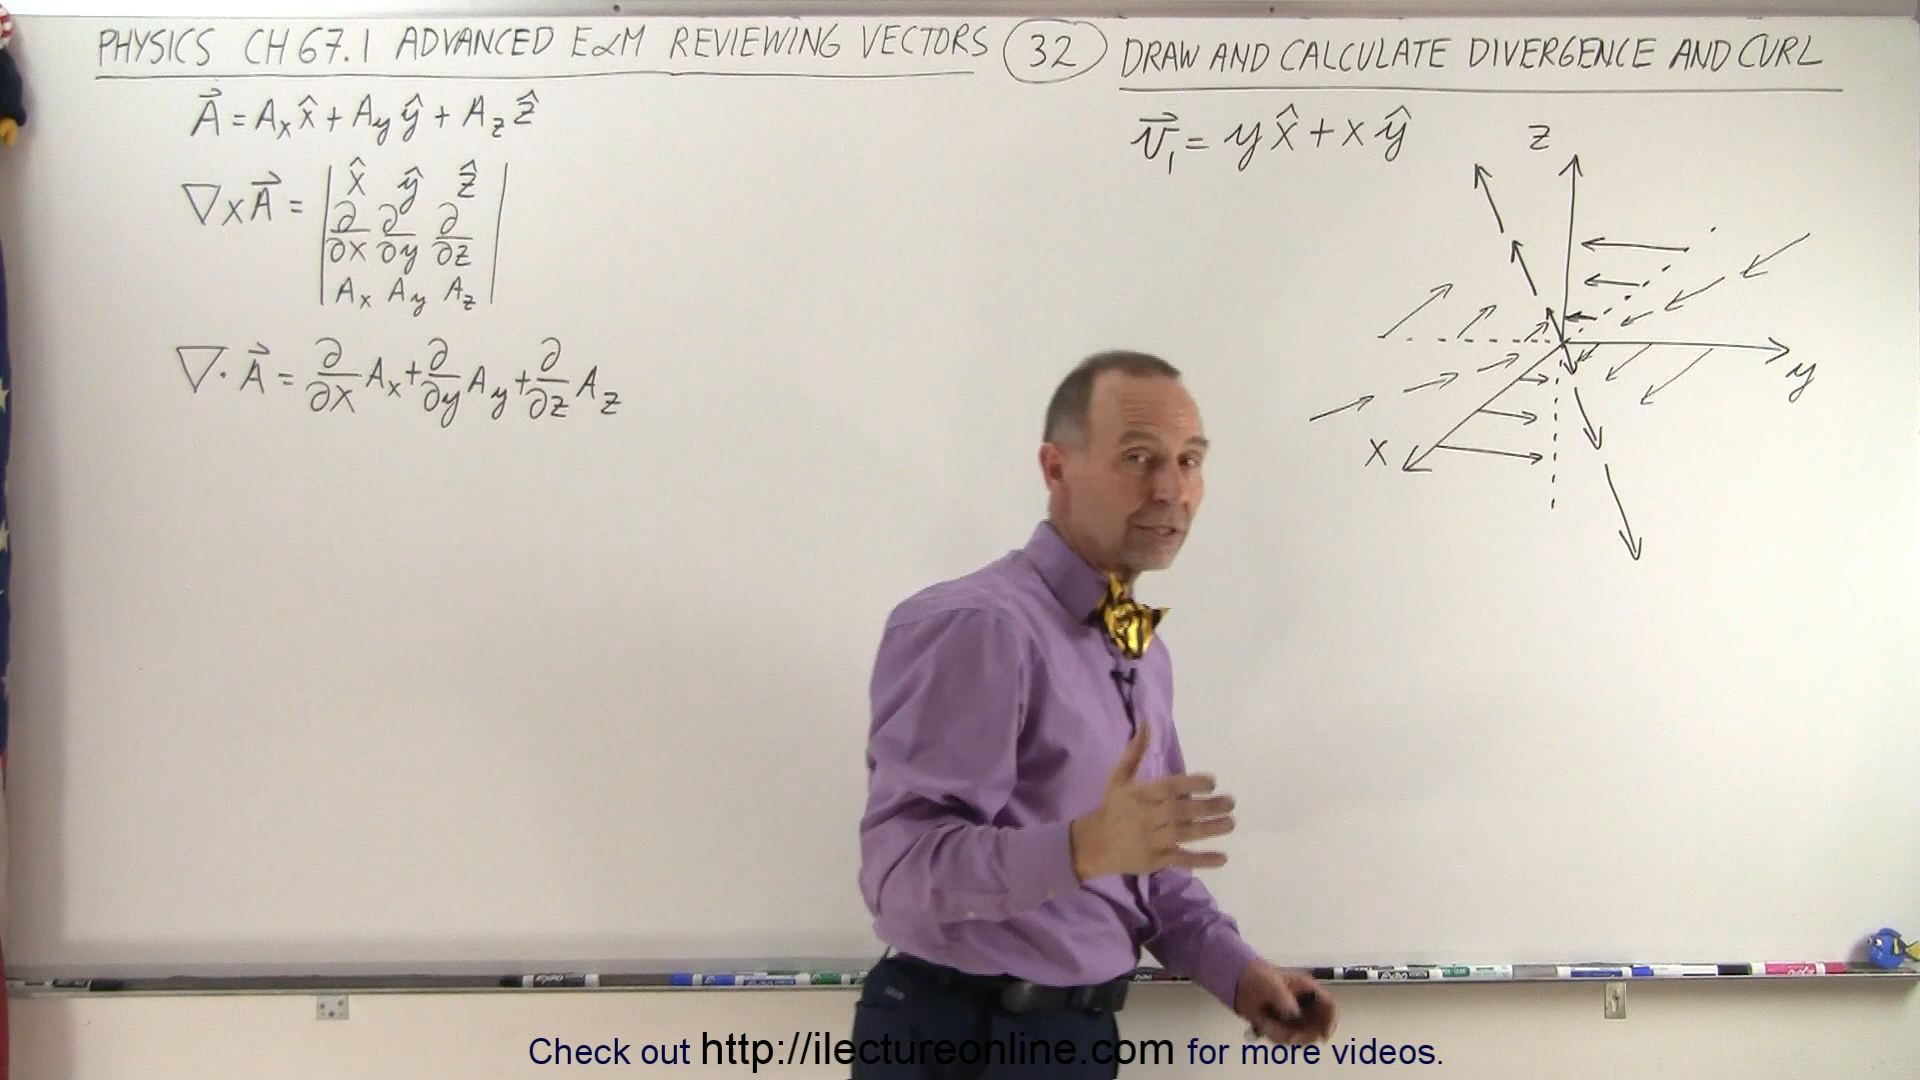 PHYSICS CH 67.1 ADVANCED E&M REVIEWING VECTORS 32 DRAW AND CALCULATE DIVERGENCE AND CURL
A⃗ = Aₓ x̂ + A_y ŷ + A_z ẑ
∇ × A⃗ = | x̂ ŷ ẑ |
∂/∂x ∂/∂y ∂/∂z
Aₓ A_y A_z
∇ · A⃗ = ∂/∂x Aₓ + ∂/∂y A_y + ∂/∂z A_z
v⃗₁ = y x̂ + x ŷ
z
y
x
Check out http://ilectureonline.com for more videos.